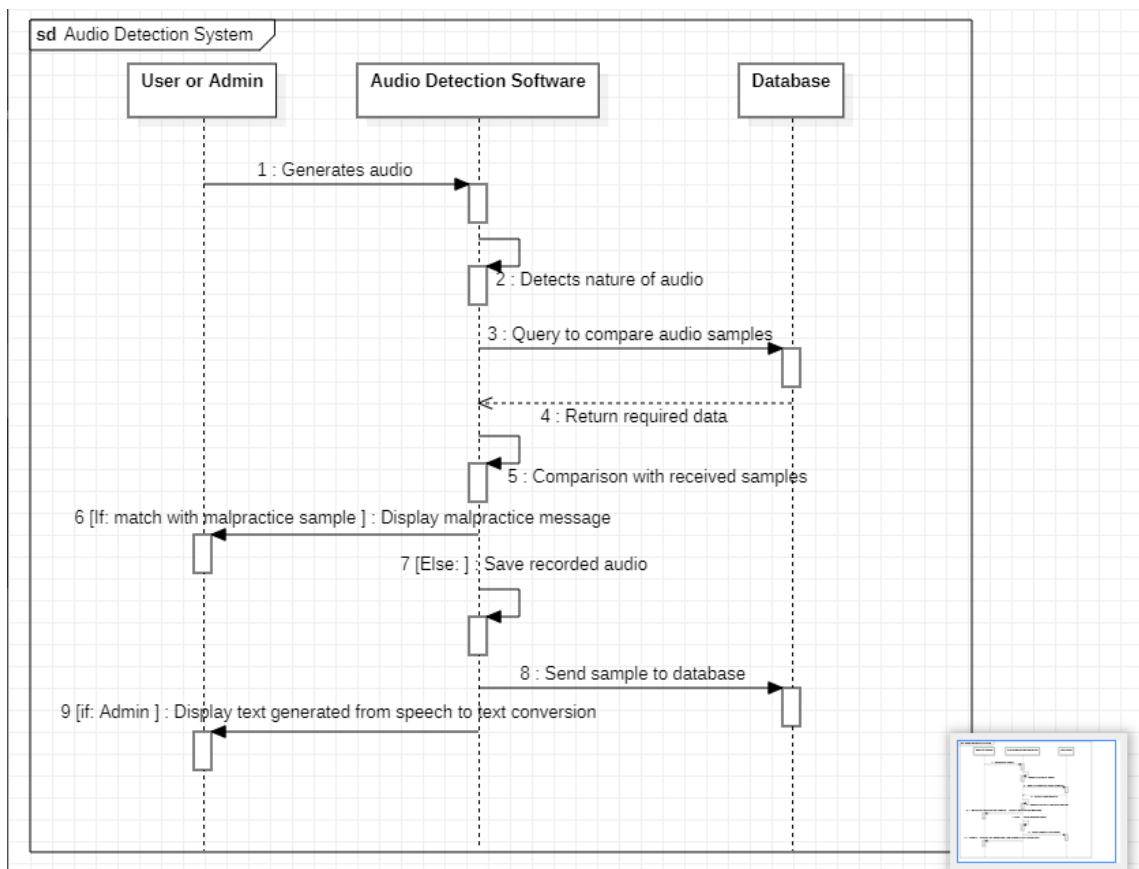 sd Audio Detection System
User or Admin
Audio Detection Software
Database
1 : Generates audio
2 : Detects nature of audio
3 : Query to compare audio samples
4 : Return required data
5 : Comparison with received samples
6 [If: match with malpractice sample ] : Display malpractice message
7 [Else: ] : Save recorded audio
8 : Send sample to database
9 [if: Admin ] : Display text generated from speech to text conversion